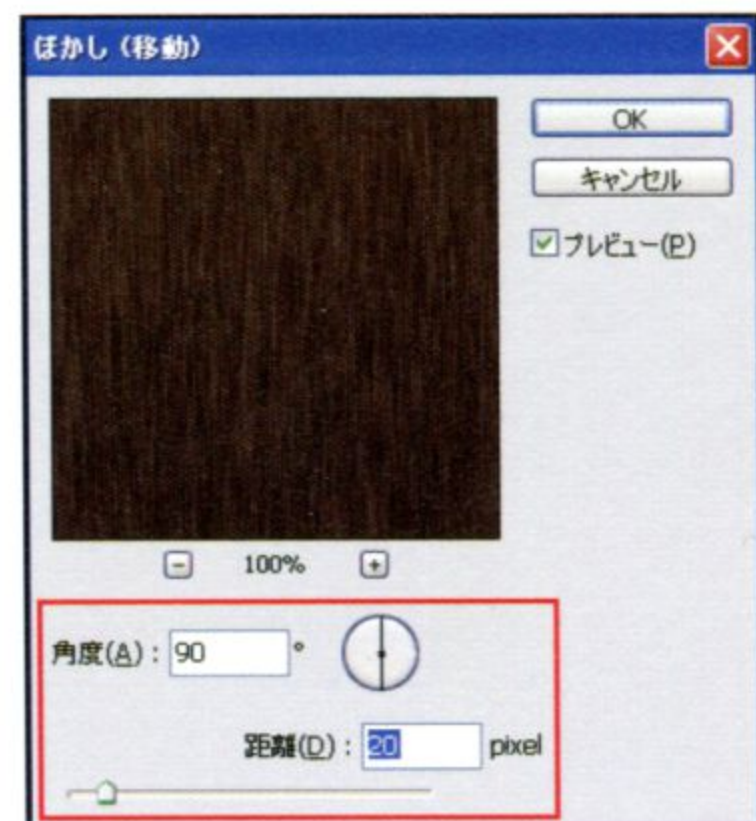 ぼかし（移動）
OK
キャンセル
プレビュー(P)
100%
角度(A)：90 °
距離(D)：20 pixel